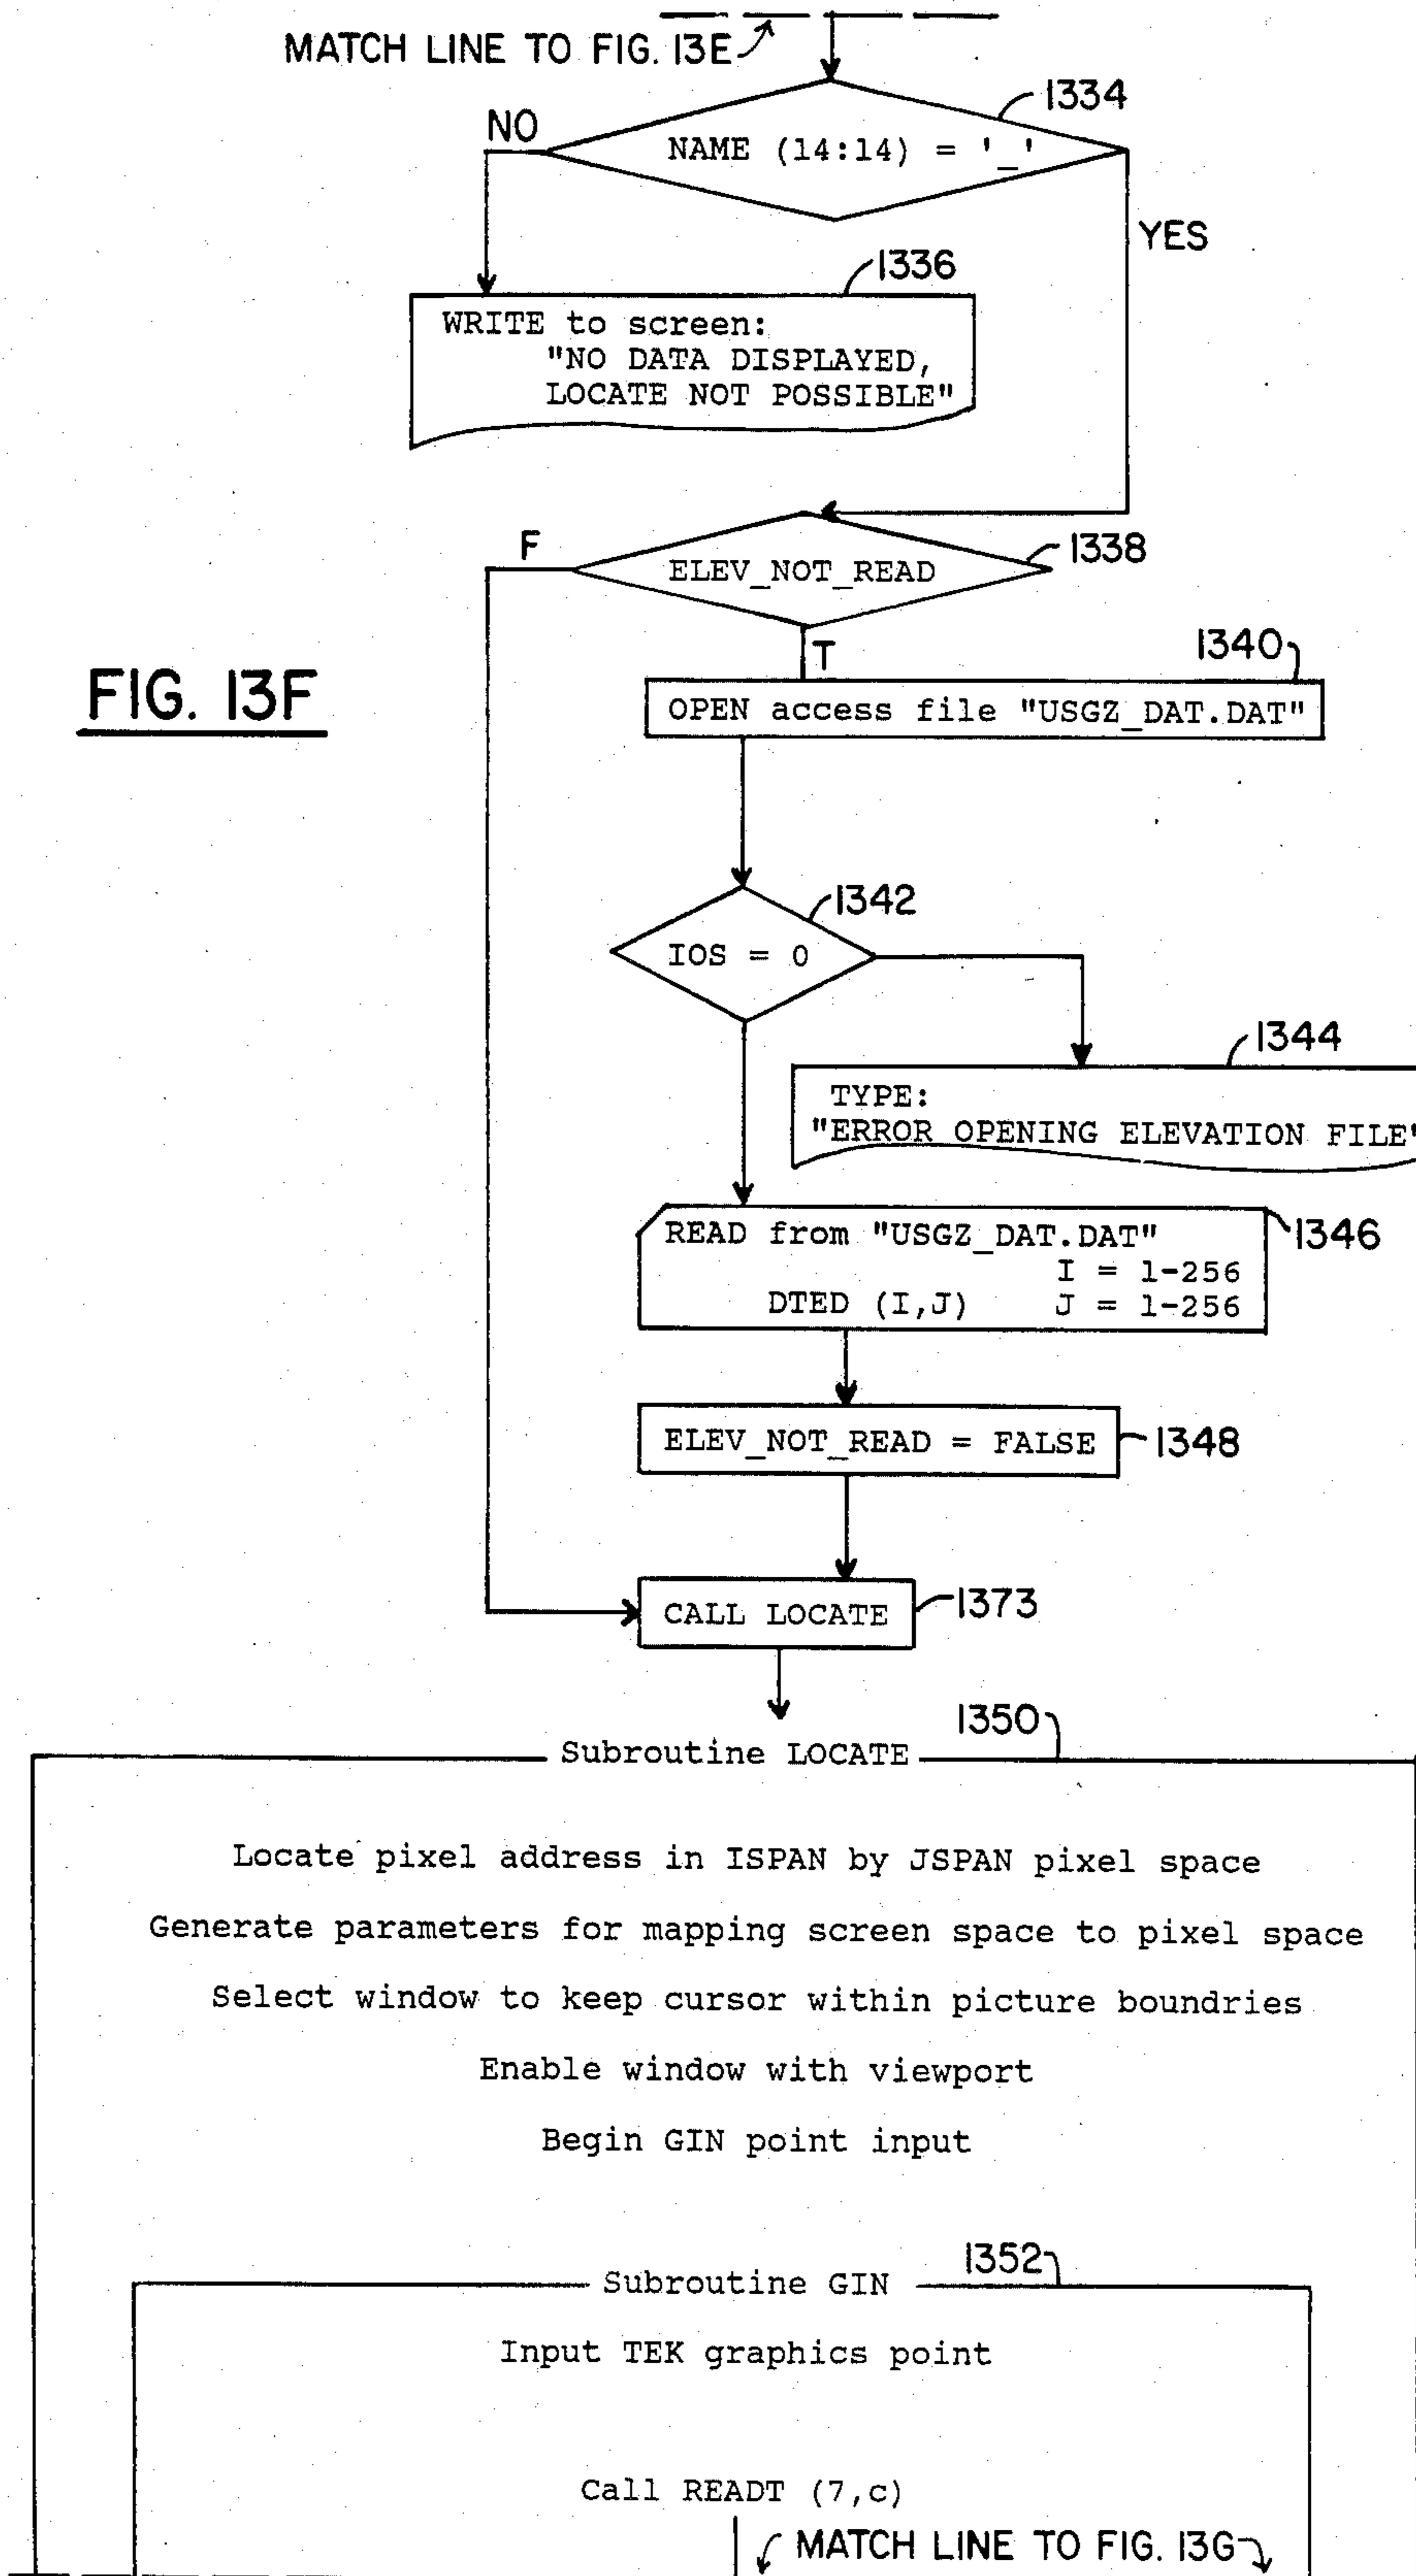 MATCH LINE TO FIG. 13E
1334
NO
NAME (14:14) = '_'
YES
1336
WRITE to screen:
"NO DATA DISPLAYED,
LOCATE NOT POSSIBLE"
F
1338
ELEV_NOT_READ
T
1340
FIG. 13F
OPEN access file "USGZ_DAT.DAT"
1342
IOS = 0
1344
TYPE:
"ERROR OPENING ELEVATION FILE"
READ from "USGZ_DAT.DAT"
1346
I = 1-256
DTED (I,J) J = 1-256
ELEV_NOT_READ = FALSE
1348
CALL LOCATE
1373
1350
Subroutine LOCATE
Locate pixel address in ISPAN by JSPAN pixel space
Generate parameters for mapping screen space to pixel space
Select window to keep cursor within picture boundries
Enable window with viewport
Begin GIN point input
1352
Subroutine GIN
Input TEK graphics point
Call READT (7,c)
MATCH LINE TO FIG. 13G